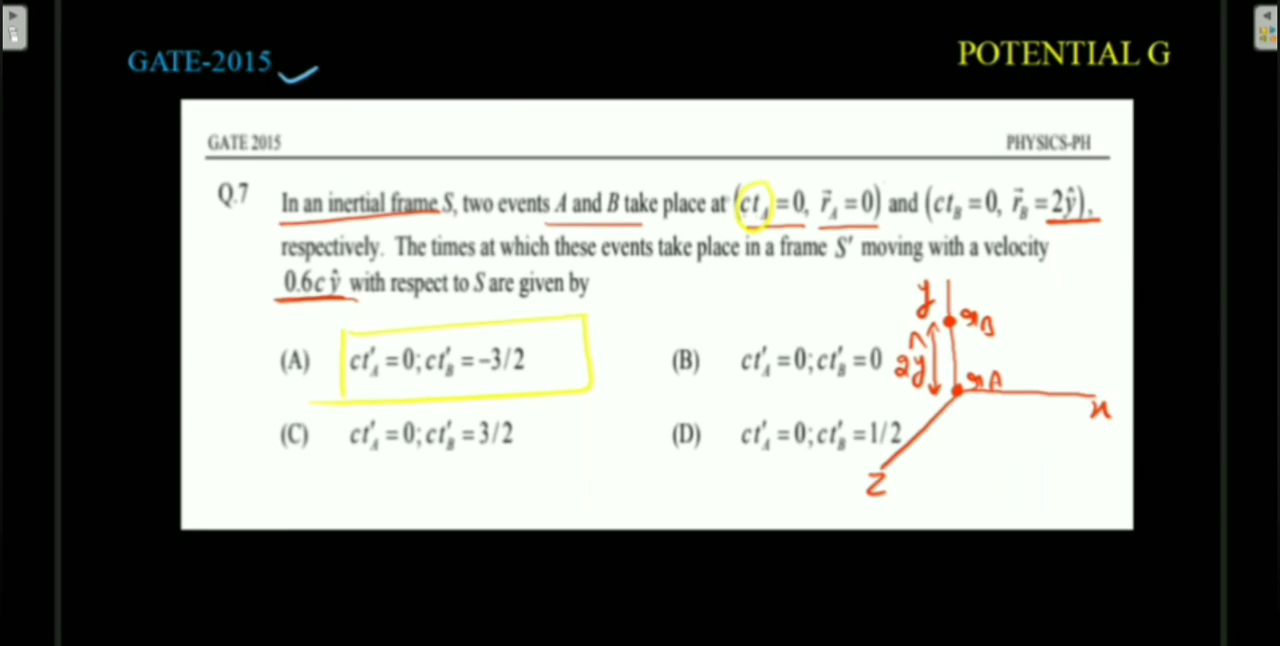 GATE-2015
POTENTIAL G
GATE 2015
PHYSICS-PH
Q.7 In an inertial frame S, two events A and B take place at (ct_A = 0, r⃗_A = 0) and (ct_B = 0, r⃗_B = 2ŷ),
respectively. The times at which these events take place in a frame S' moving with a velocity
0.6c ŷ with respect to S are given by
(A) ct'_A = 0; ct'_B = −3/2
(B) ct'_A = 0; ct'_B = 0
(C) ct'_A = 0; ct'_B = 3/2
(D) ct'_A = 0; ct'_B = 1/2
y
r_B
2ŷ
r_A
x
z